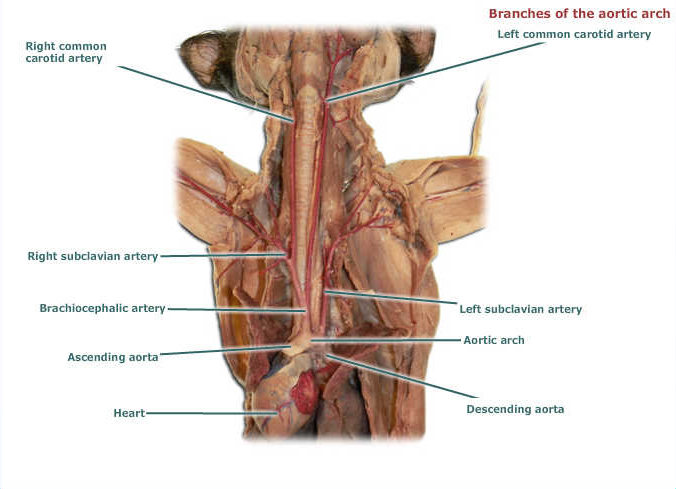 Branches of the aortic arch
Left common carotid artery
Right common
carotid artery
Right subclavian artery
Brachiocephalic artery
Left subclavian artery
Aortic arch
Ascending aorta
Descending aorta
Heart